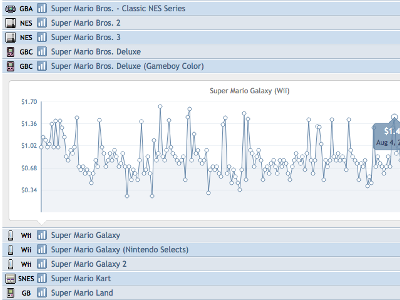 GBA Super Mario Bros. - Classic NES Series
NES Super Mario Bros. 2
NES Super Mario Bros. 3
GBC Super Mario Bros. Deluxe
GBC Super Mario Bros. Deluxe (Gameboy Color)
Super Mario Galaxy (Wii)
$1.70
$1.36
$1.02
$0.68
$0.34
$1.4
Aug 4, 2
Wii Super Mario Galaxy
Wii Super Mario Galaxy (Nintendo Selects)
Wii Super Mario Galaxy 2
SNES Super Mario Kart
GB Super Mario Land